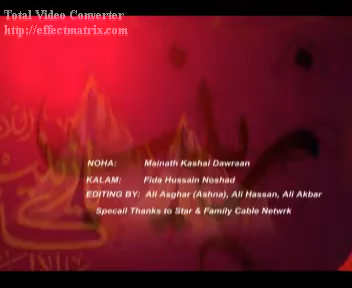 Total Video Converter
http://effectmatrix.com
NOHA: Mainath Kashal Dawraan
KALAM: Fida Hussain Noshad
EDITING BY: Ali Asghar (Ashna), Ali Hassan, Ali Akbar
Specail Thanks to Star & Family Cable Netwrk